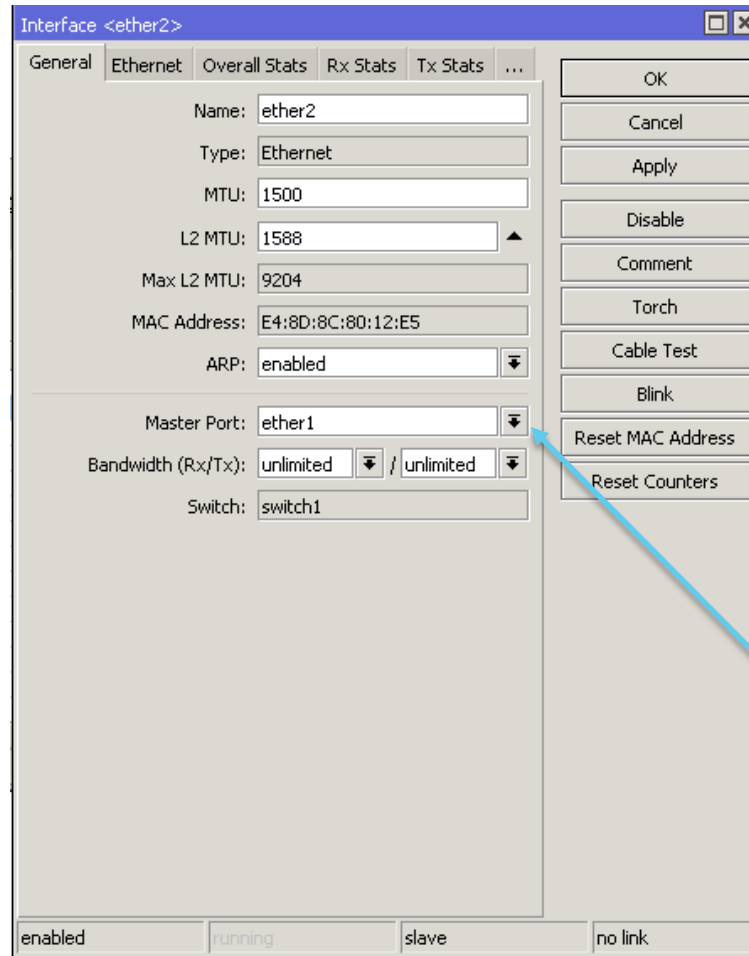 Interface <ether2>
General Ethernet Overall Stats Rx Stats Tx Stats ...
Name: ether2
Type: Ethernet
MTU: 1500
L2 MTU: 1588
Max L2 MTU: 9204
MAC Address: E4:8D:8C:80:12:E5
ARP: enabled
Master Port: ether1
Bandwidth (Rx/Tx): unlimited / unlimited
Switch: switch1
OK
Cancel
Apply
Disable
Comment
Torch
Cable Test
Blink
Reset MAC Address
Reset Counters
enabled running slave no link